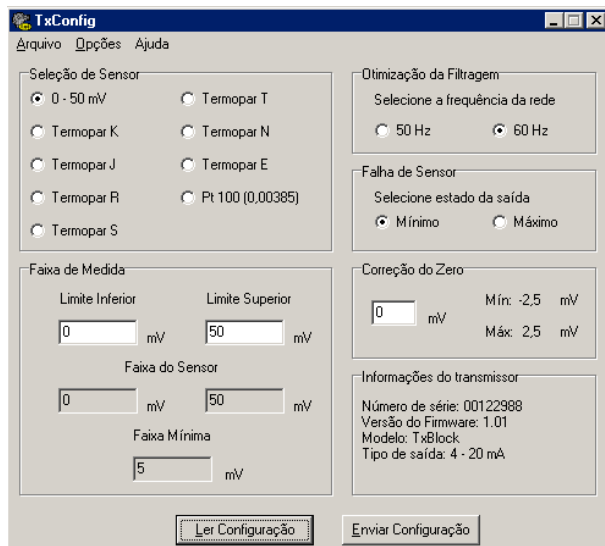 TxConfig
Arquivo Opções Ajuda
Seleção de Sensor
0 - 50 mV
Termopar T
Termopar K
Termopar N
Termopar J
Termopar E
Termopar R
Pt 100 (0,00385)
Termopar S
Otimização da Filtragem
Selecione a frequência da rede
50 Hz
60 Hz
Falha de Sensor
Selecione estado da saída
Mínimo
Máximo
Faixa de Medida
Limite Inferior
Limite Superior
0 mV
50 mV
Faixa do Sensor
0 mV
50 mV
Faixa Mínima
5 mV
Correção do Zero
0 mV
Mín: -2,5 mV
Máx: 2,5 mV
Informações do transmissor
Número de série: 00122988
Versão do Firmware: 1.01
Modelo: TxBlock
Tipo de saída: 4 - 20 mA
Ler Configuração
Enviar Configuração